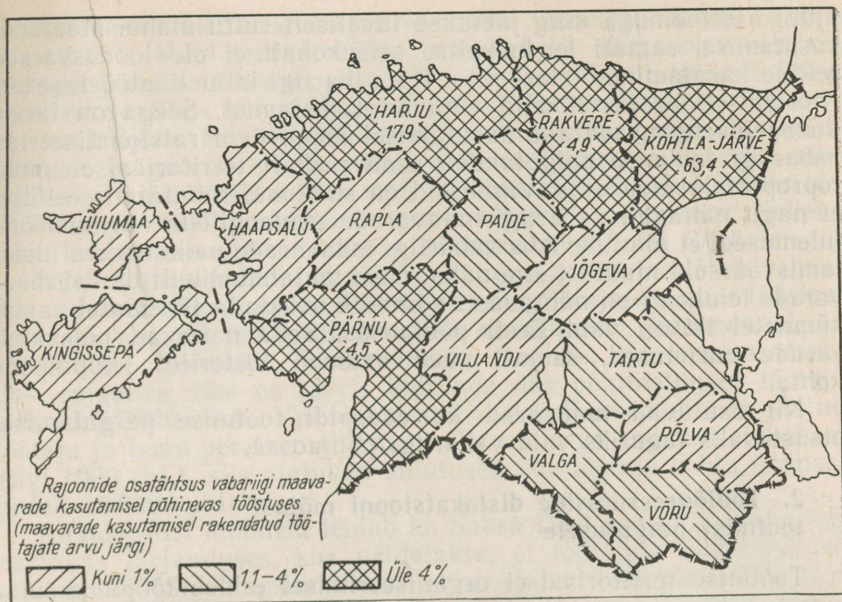 HARJU
17,9
RAKVERE
4,9
KOHTLA-JÄRVE
63,4
HIIUMAA
HAAPSALU
RAPLA
PAIDE
JÕGEVA
KINGISSEPA
PÄRNU
4,5
VILJANDI
TARTU
PÕLVA
VALGA
VÕRU
Rajoonide osatähtsus vabariigi maava-
rade kasutamisel põhinevas tööstuses
(maavarade kasutamisel rakendatud töö-
tajate arvu järgi)
Kuni 1%
1,1–4%
Üle 4%